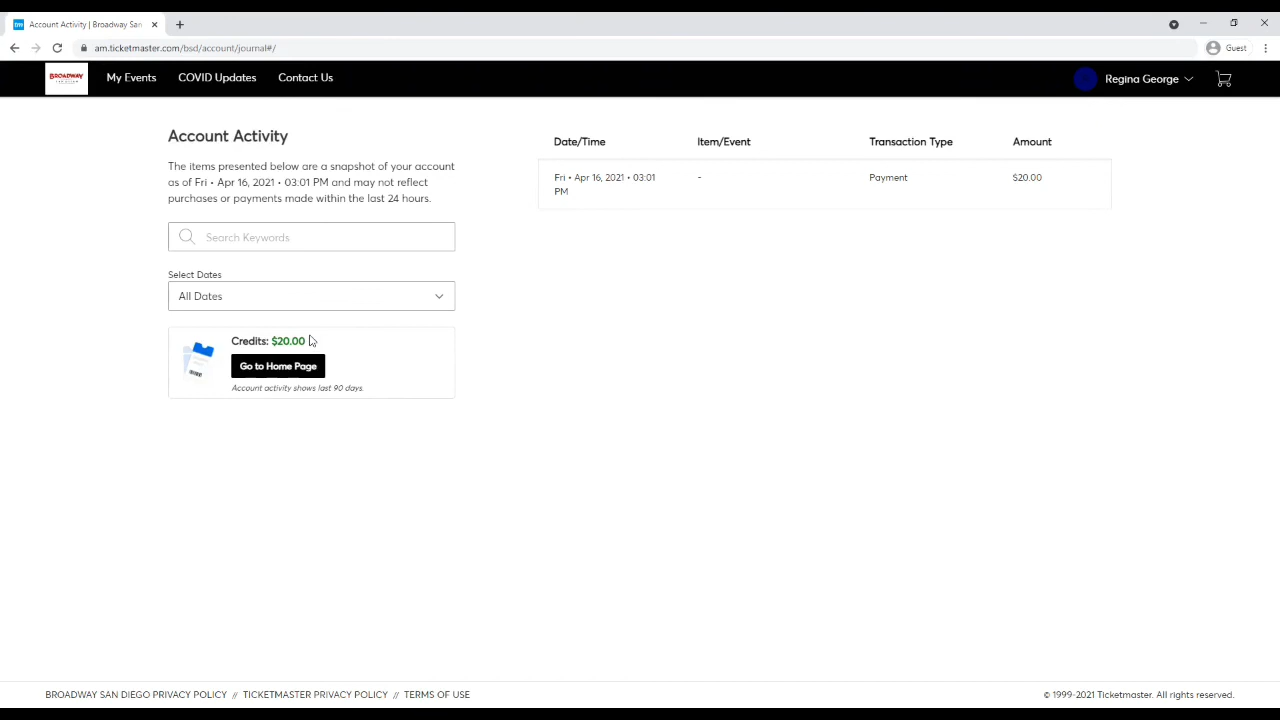 Account Activity | Broadway San
am.ticketmaster.com/bsd/account/journal#/
Guest
BROADWAY
My Events
COVID Updates
Contact Us
Regina George
Account Activity
The items presented below are a snapshot of your account
as of Fri • Apr 16, 2021 • 03:01 PM and may not reflect
purchases or payments made within the last 24 hours.
Search Keywords
Select Dates
All Dates
Credits: $20.00
Go to Home Page
Account activity shows last 90 days.
Date/Time Item/Event Transaction Type Amount
Fri • Apr 16, 2021 • 03:01 - Payment $20.00
PM
BROADWAY SAN DIEGO PRIVACY POLICY // TICKETMASTER PRIVACY POLICY // TERMS OF USE
© 1999-2021 Ticketmaster. All rights reserved.